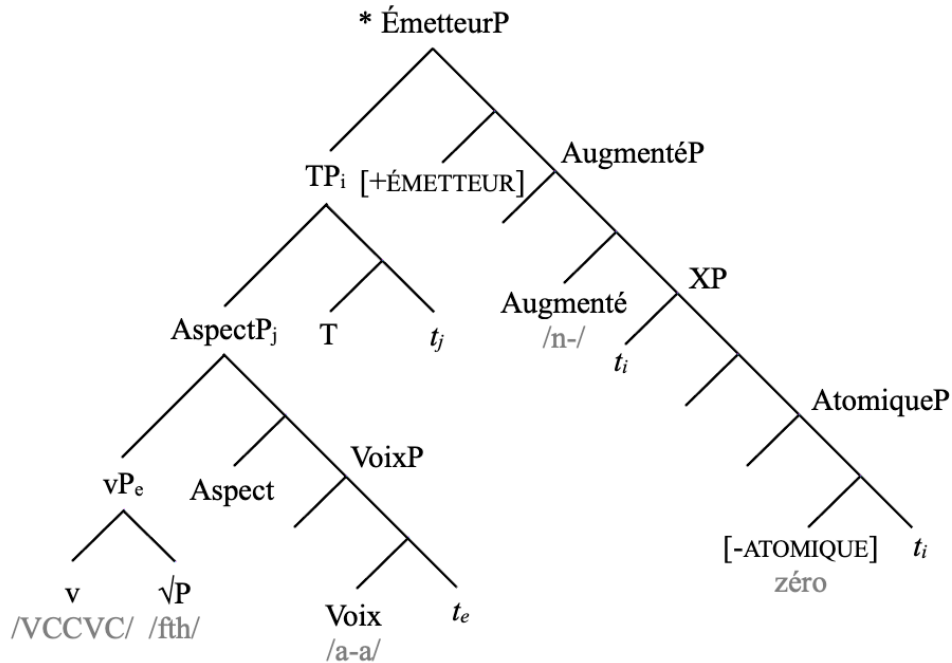 * ÉmetteurP
AugmentéP
TPᵢ [+ÉMETTEUR]
XP
Augmenté
/n-/
AspectPⱼ T tⱼ
tᵢ
AtomiqueP
VoixP
vPₑ Aspect
[-ATOMIQUE] tᵢ
zéro
v √P
/VCCVC/ /fth/
Voix tₑ
/a-a/